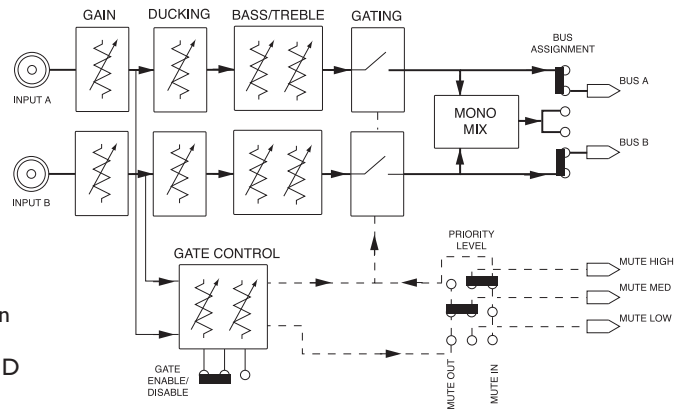 GAIN
DUCKING
BASS/TREBLE
GATING
BUS
ASSIGNMENT
INPUT A
BUS A
MONO
MIX
INPUT B
BUS B
GATE CONTROL
PRIORITY
LEVEL
MUTE HIGH
MUTE MED
MUTE LOW
n
D
GATE
ENABLE/
DISABLE
MUTE OUT
MUTE IN